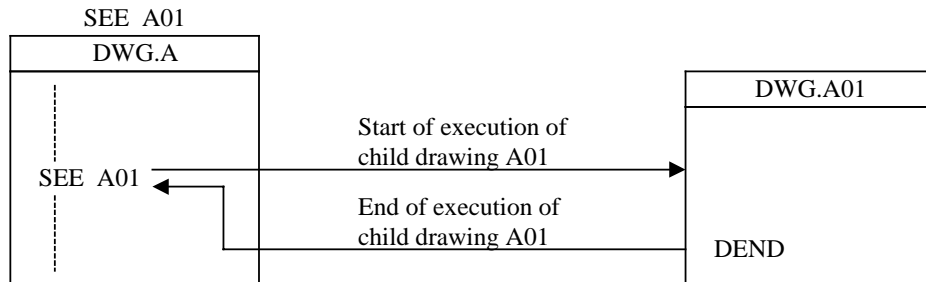 SEE A01
DWG.A
DWG.A01
Start of execution of
child drawing A01
SEE A01
End of execution of
child drawing A01
DEND